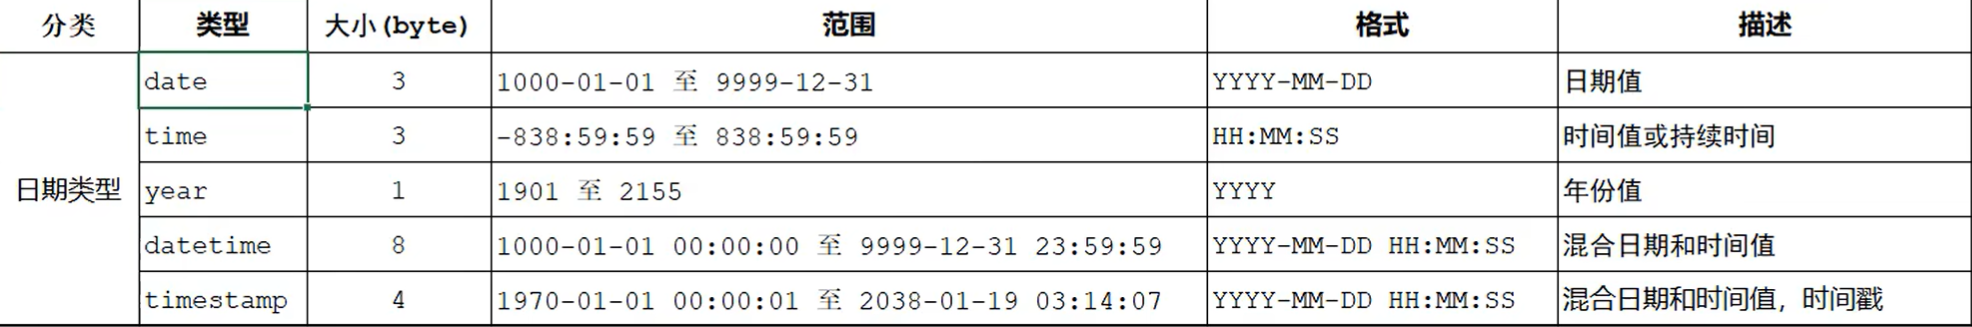 分类 类型 大小(byte) 范围 格式 描述
日期类型
date 3 1000-01-01 至 9999-12-31 YYYY-MM-DD 日期值
time 3 -838:59:59 至 838:59:59 HH:MM:SS 时间值或持续时间
year 1 1901 至 2155 YYYY 年份值
datetime 8 1000-01-01 00:00:00 至 9999-12-31 23:59:59 YYYY-MM-DD HH:MM:SS 混合日期和时间值
timestamp 4 1970-01-01 00:00:01 至 2038-01-19 03:14:07 YYYY-MM-DD HH:MM:SS 混合日期和时间值，时间戳